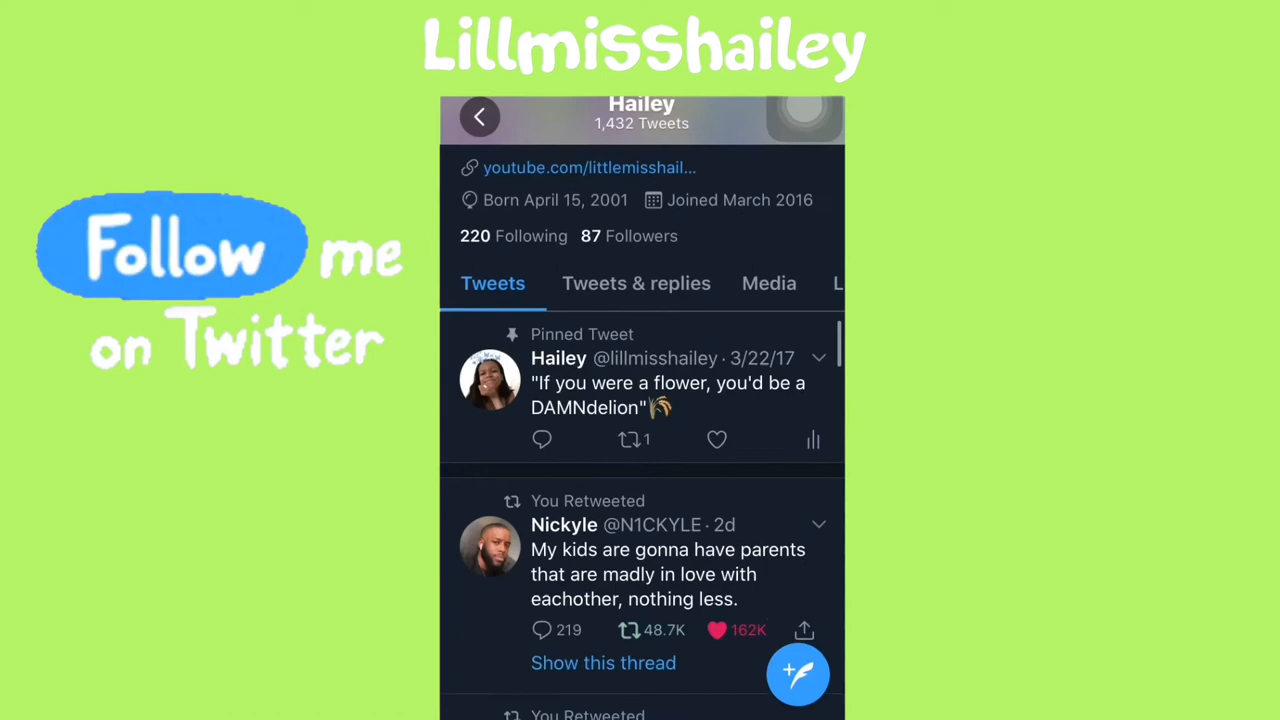 Lillmisshailey
Hailey
1,432 Tweets
youtube.com/littlemisshail...
Born April 15, 2001 Joined March 2016
220 Following 87 Followers
Tweets Tweets & replies Media L
Follow me
on Twitter
Pinned Tweet
Hailey @lillmisshailey · 3/22/17
"If you were a flower, you'd be a
DAMNdelion"🌾
1
You Retweeted
Nickyle @N1CKYLE · 2d
My kids are gonna have parents
that are madly in love with
eachother, nothing less.
219 48.7K 162K
Show this thread
You Retweeted